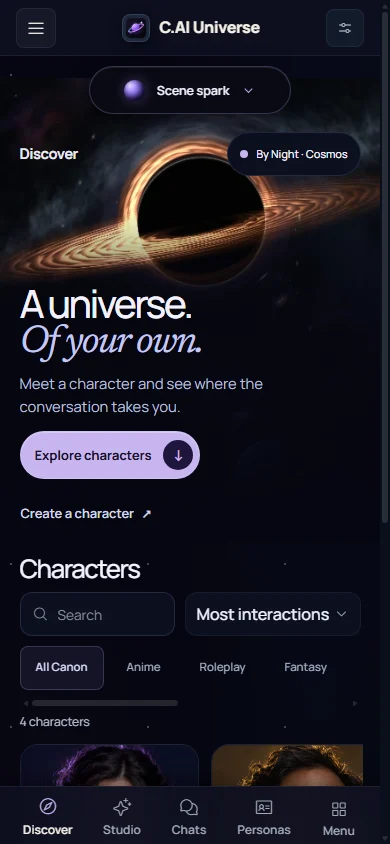 C.AI Universe
Scene spark
Discover
By Night · Cosmos
A universe.
Of your own.
Meet a character and see where the
conversation takes you.
Explore characters ↓
Create a character ↗
Characters
Search
Most interactions
All Canon Anime Roleplay Fantasy
4 characters
Discover Studio Chats Personas Menu